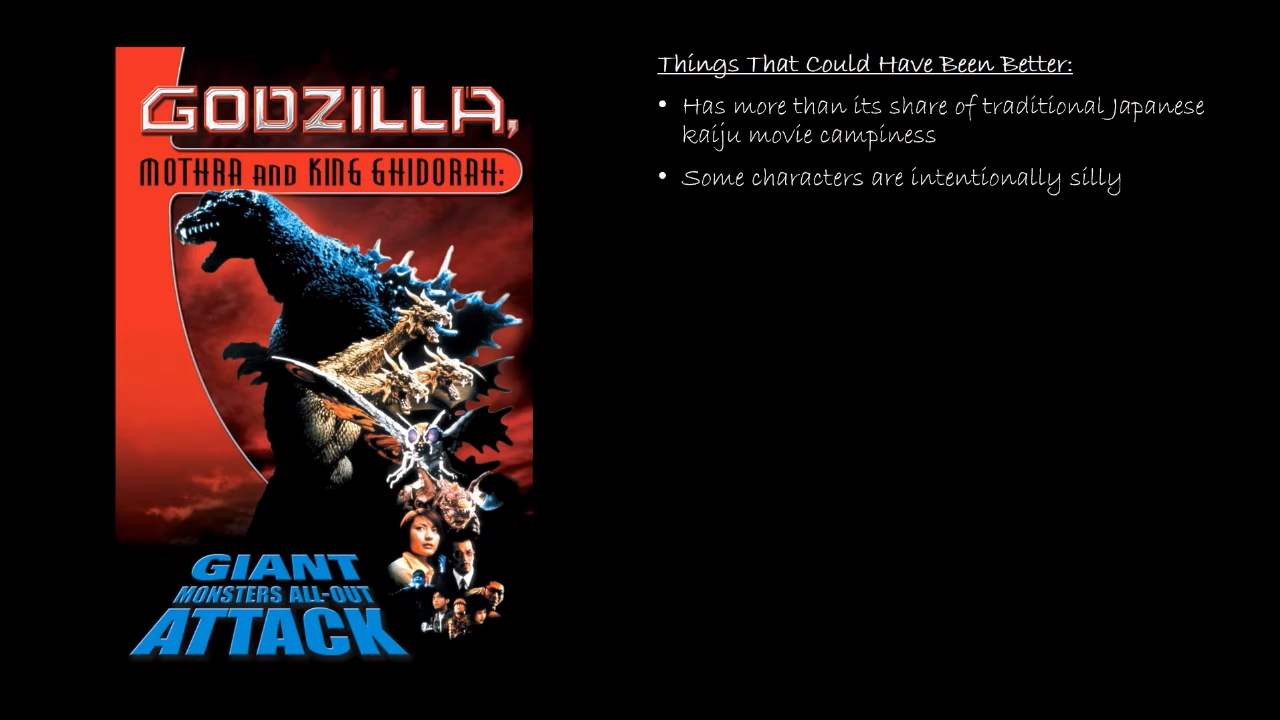 GODZILLA,
MOTHRA AND KING GHIDORAH:
GIANT
MONSTERS ALL-OUT
ATTACK
Things That Could Have Been Better:
• Has more than its share of traditional Japanese
kaiju movie campiness
• Some characters are intentionally silly